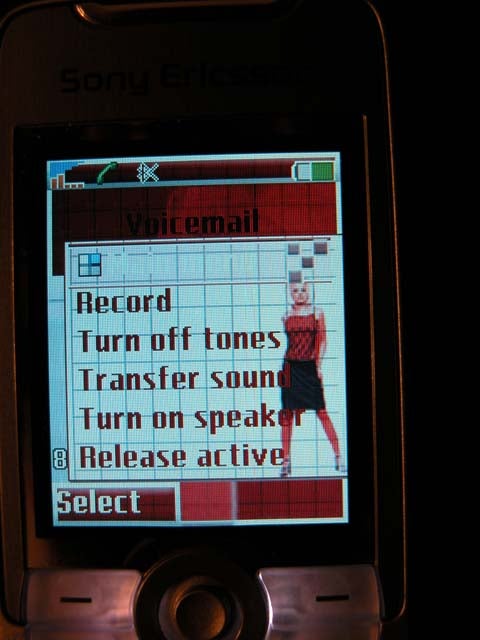 Sony Ericsson
Voicemail
Record
Turn off tones
Transfer sound
Turn on speaker
8
Release active
Select